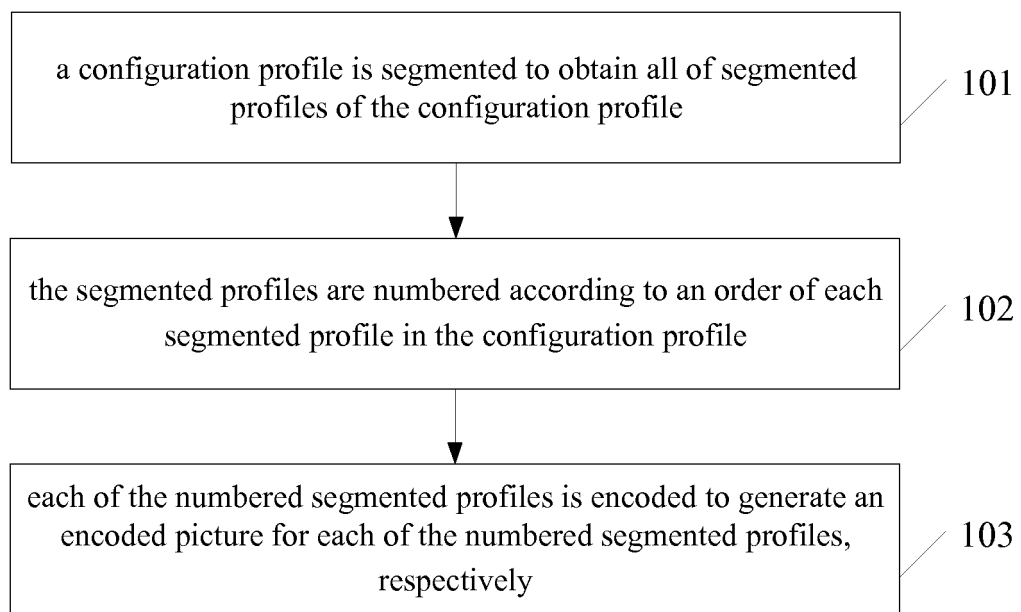 a configuration profile is segmented to obtain all of segmented
profiles of the configuration profile
101
the segmented profiles are numbered according to an order of each
segmented profile in the configuration profile
102
each of the numbered segmented profiles is encoded to generate an
encoded picture for each of the numbered segmented profiles,
respectively
103